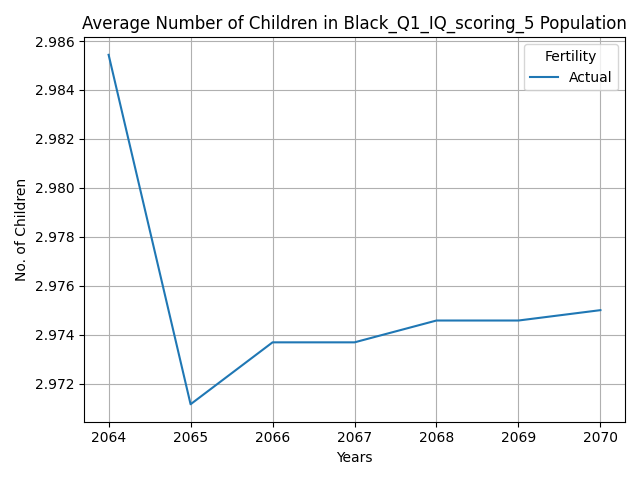 Average Number of Children in Black_Q1_IQ_scoring_5 Population
2.986
2.984
2.982
2.980
2.978
2.976
2.974
2.972
No. of Children
Fertility
Actual
2064 2065 2066 2067 2068 2069 2070
Years